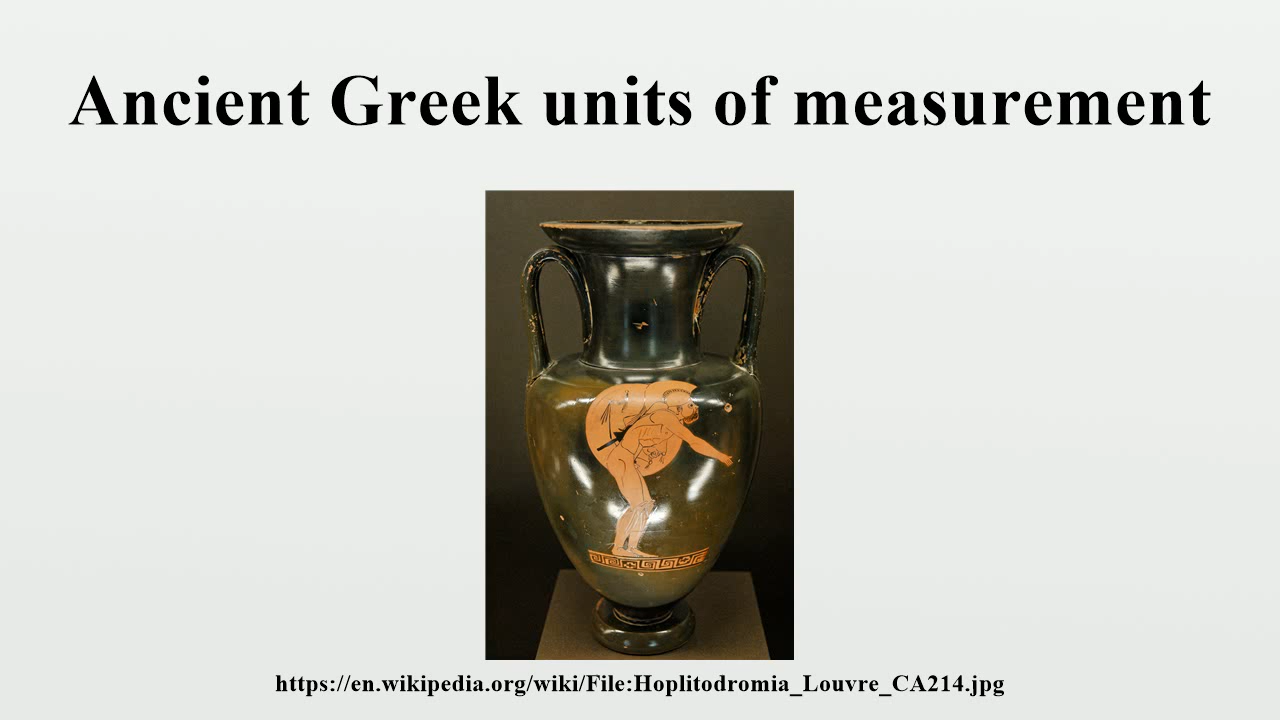 Ancient Greek units of measurement
https://en.wikipedia.org/wiki/File:Hoplitodromia_Louvre_CA214.jpg